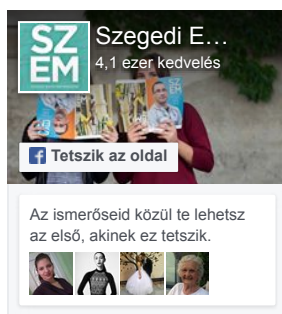 SZ
EM
Szegedi E…
4,1 ezer kedvelés
Tetszik az oldal
Az ismerőseid közül te lehetsz
az első, akinek ez tetszik.